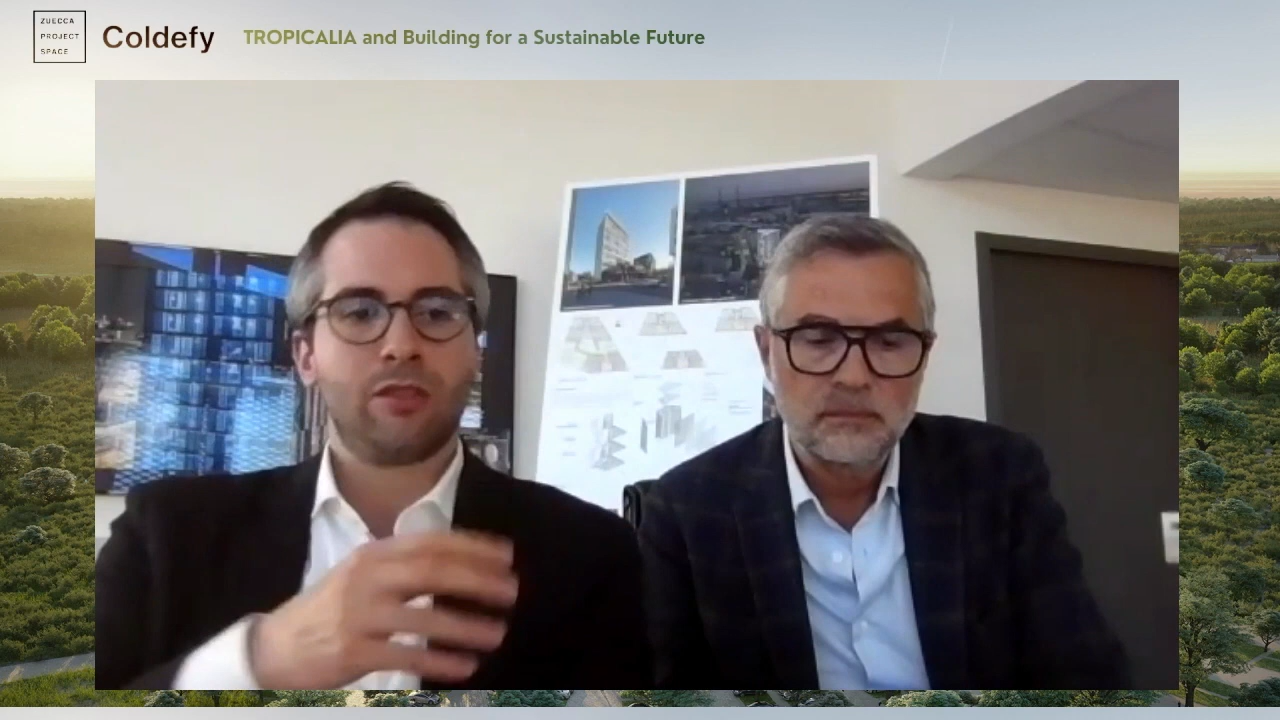 ZUECCA
PROJECT
SPACE
Coldefy
TROPICALIA and Building for a Sustainable Future